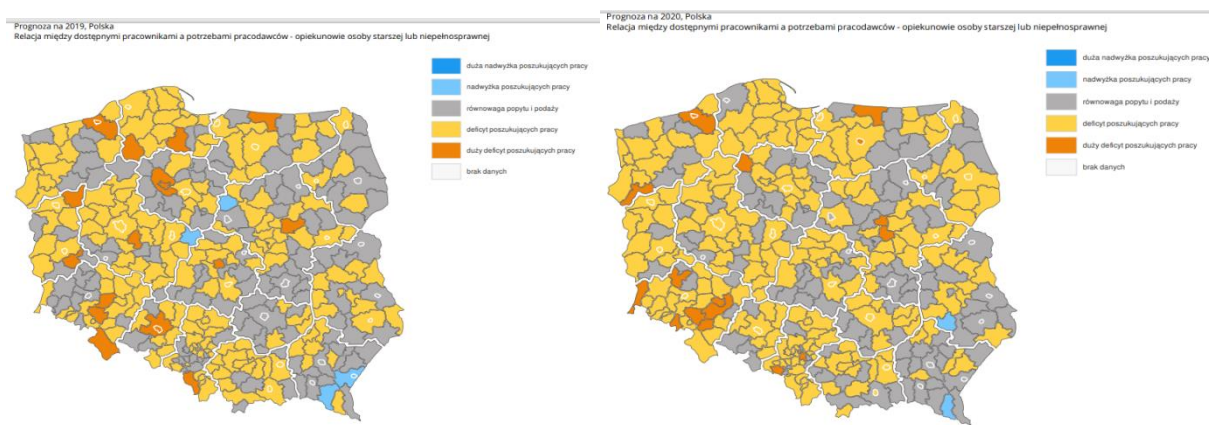 Prognoza na 2019, Polska
Relacja między dostępnymi pracownikami a potrzebami pracodawców - opiekunowie osoby starszej lub niepełnosprawnej
duża nadwyżka poszukujących pracy
nadwyżka poszukujących pracy
równowaga popytu i podaży
deficyt poszukujących pracy
duży deficyt poszukujących pracy
brak danych
Prognoza na 2020, Polska
Relacja między dostępnymi pracownikami a potrzebami pracodawców - opiekunowie osoby starszej lub niepełnosprawnej
duża nadwyżka poszukujących pracy
nadwyżka poszukujących pracy
równowaga popytu i podaży
deficyt poszukujących pracy
duży deficyt poszukujących pracy
brak danych